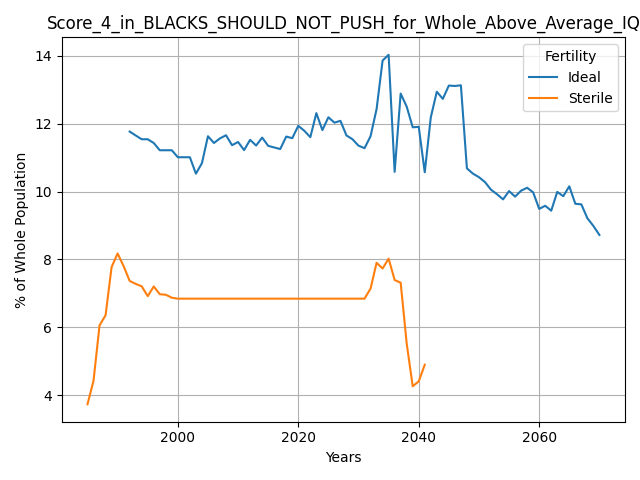 Score_4_in_BLACKS_SHOULD_NOT_PUSH_for_Whole_Above_Average_IQ
Fertility
Ideal
Sterile
% of Whole Population
14
12
10
8
6
4
2000 2020 2040 2060
Years